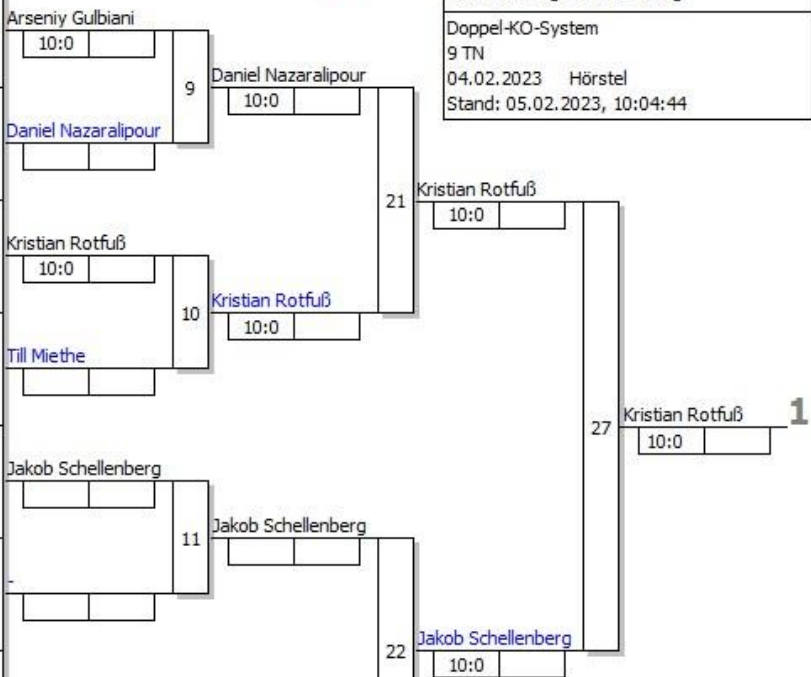 Doppel-KO-System
9 TN
04.02.2023 Hörstel
Stand: 05.02.2023, 10:04:44
Arseniy Gulbiani
10:0
9
Daniel Nazaralipour
10:0
Daniel Nazaralipour
21
Kristian Rotfuß
10:0
Kristian Rotfuß
10:0
10
Kristian Rotfuß
10:0
Till Miethe
27
Kristian Rotfuß
10:0
1
Jakob Schellenberg
11
Jakob Schellenberg
-
22
Jakob Schellenberg
10:0